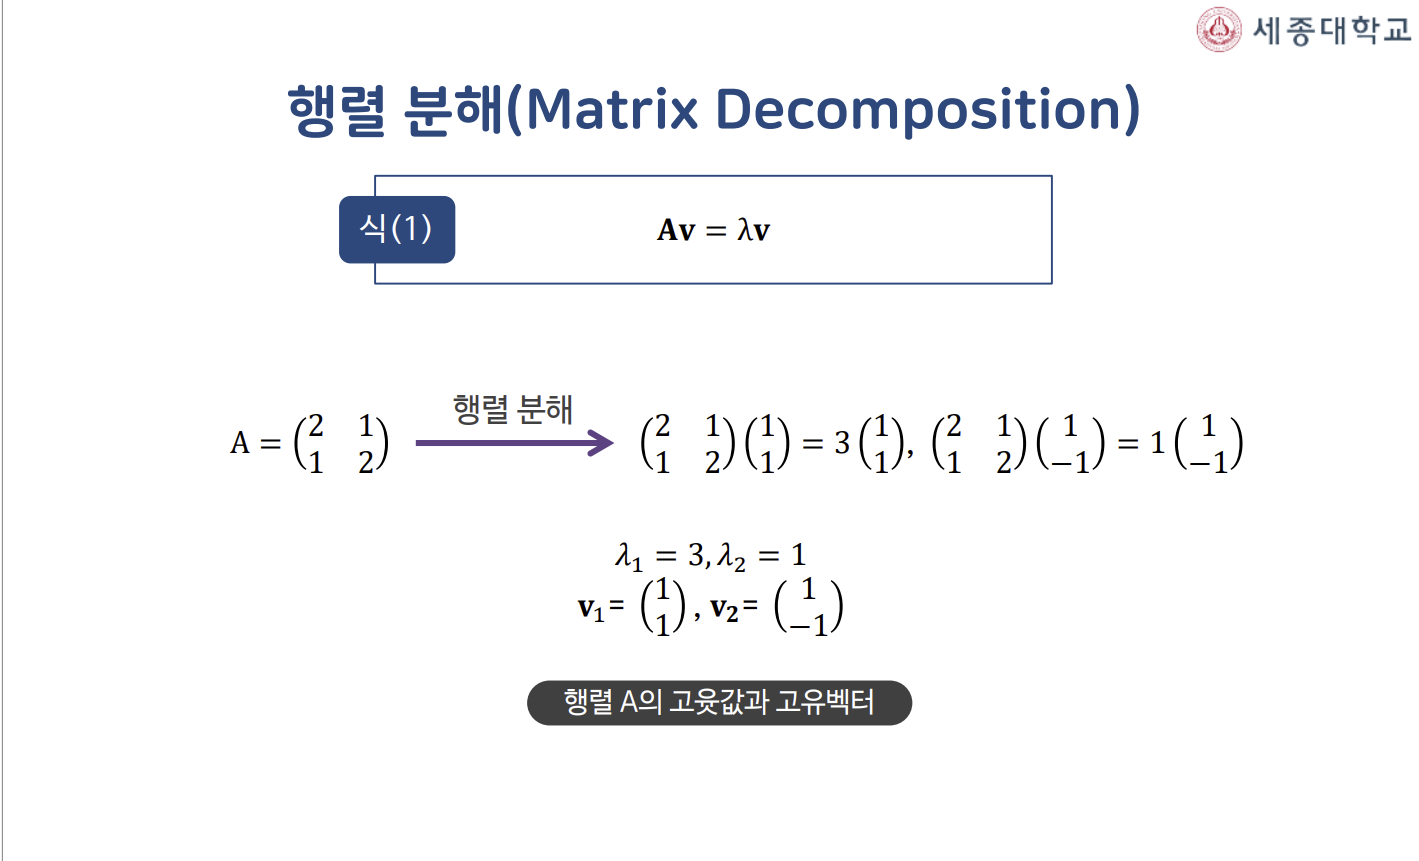 세종대학교
행렬 분해(Matrix Decomposition)
식(1)
Av = λv
행렬 분해
A = (2 1
1 2) (2 1
1 2) (1
1) = 3 (1
1), (2 1
1 2) (1
−1) = 1 (1
−1)
λ1 = 3, λ2 = 1
v1= (1
1) , v2= (1
−1)
행렬 A의 고윳값과 고유벡터